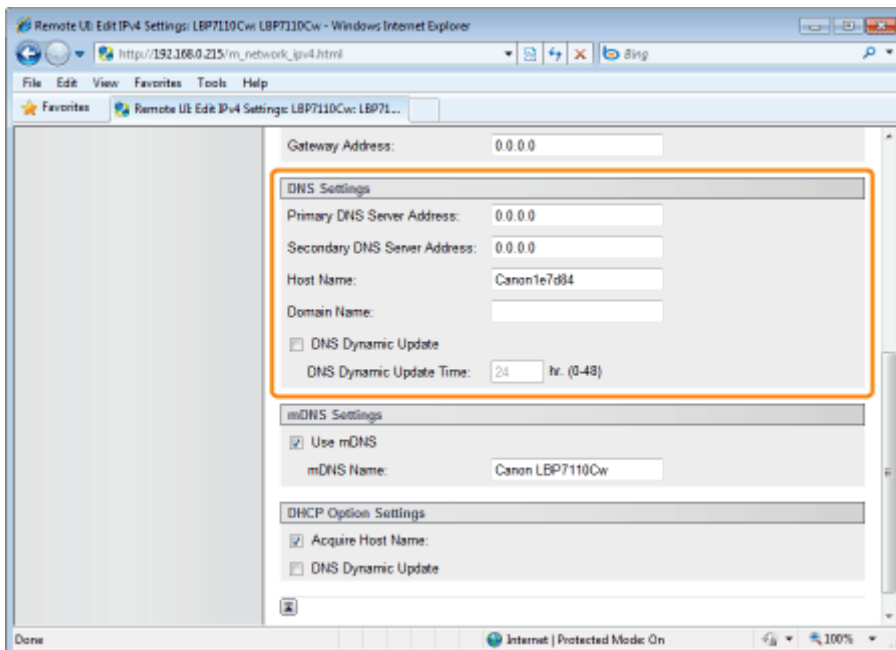 Remote UI: Edit IPv4 Settings: LBP7110Cw: LBP7110Cw - Windows Internet Explorer
http://192.168.0.215/m_network_ipv4.html
Bing
File Edit View Favorites Tools Help
Favorites Remote UI: Edit IPv4 Settings: LBP7110Cw: LBP71...
Gateway Address: 0.0.0.0
DNS Settings
Primary DNS Server Address: 0.0.0.0
Secondary DNS Server Address: 0.0.0.0
Host Name: Canon1e7d84
Domain Name:
DNS Dynamic Update
DNS Dynamic Update Time: 24 hr. (0-48)
mDNS Settings
Use mDNS
mDNS Name: Canon LBP7110Cw
DHCP Option Settings
Acquire Host Name:
DNS Dynamic Update
Done Internet | Protected Mode: On 100%